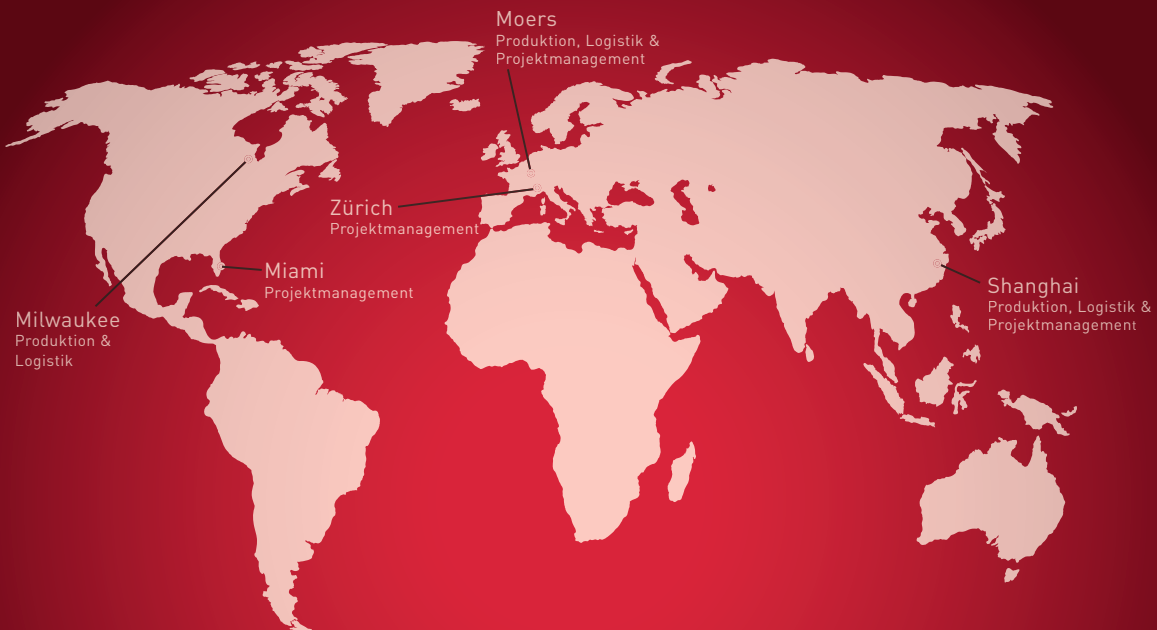 Moers
Produktion, Logistik &
Projektmanagement
Zürich
Projektmanagement
Miami
Projektmanagement
Milwaukee
Produktion &
Logistik
Shanghai
Produktion, Logistik &
Projektmanagement